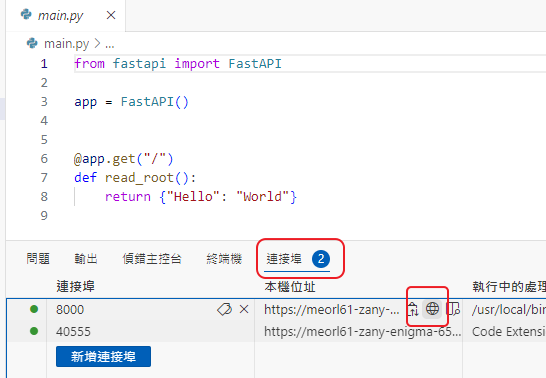 main.py
main.py > ...
1 from fastapi import FastAPI
2
3 app = FastAPI()
4
5
6 @app.get("/")
7 def read_root():
8 return {"Hello": "World"}
9
問題 輸出 偵錯主控台 終端機 連接埠 2
連接埠 本機位址 執行中的處理
8000 https://meorl61-zany-... /usr/local/bin
40555 https://meorl61-zany-enigma-65... Code Extensi
新增連接埠